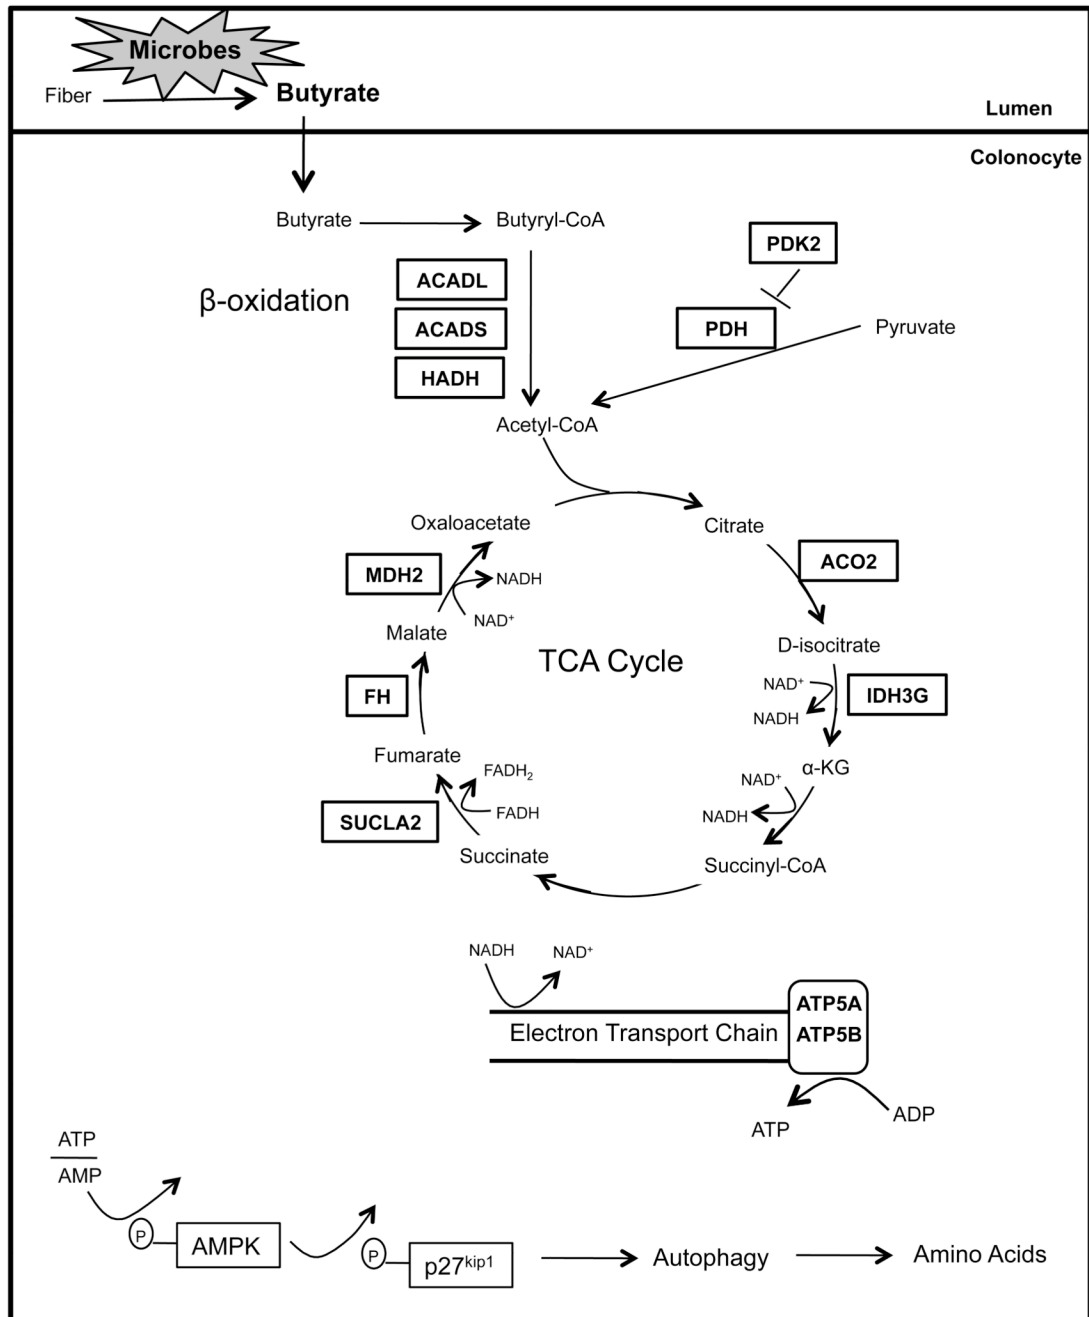 Microbes
Fiber
Butyrate
Lumen
Colonocyte
Butyrate
Butyryl-CoA
PDK2
ACADL
β-oxidation
ACADS
PDH
Pyruvate
HADH
Acetyl-CoA
Oxaloacetate
Citrate
MDH2
NADH
ACO2
NAD⁺
Malate
D-isocitrate
TCA Cycle
NAD⁺
IDH3G
FH
NADH
Fumarate
α-KG
FADH₂
NAD⁺
FADH
NADH
SUCLA2
Succinate
Succinyl-CoA
NADH
NAD⁺
ATP5A
Electron Transport Chain
ATP5B
ATP
ADP
ATP
AMP
P
AMPK
P
p27ᵏⁱᵖ¹
Autophagy
Amino Acids